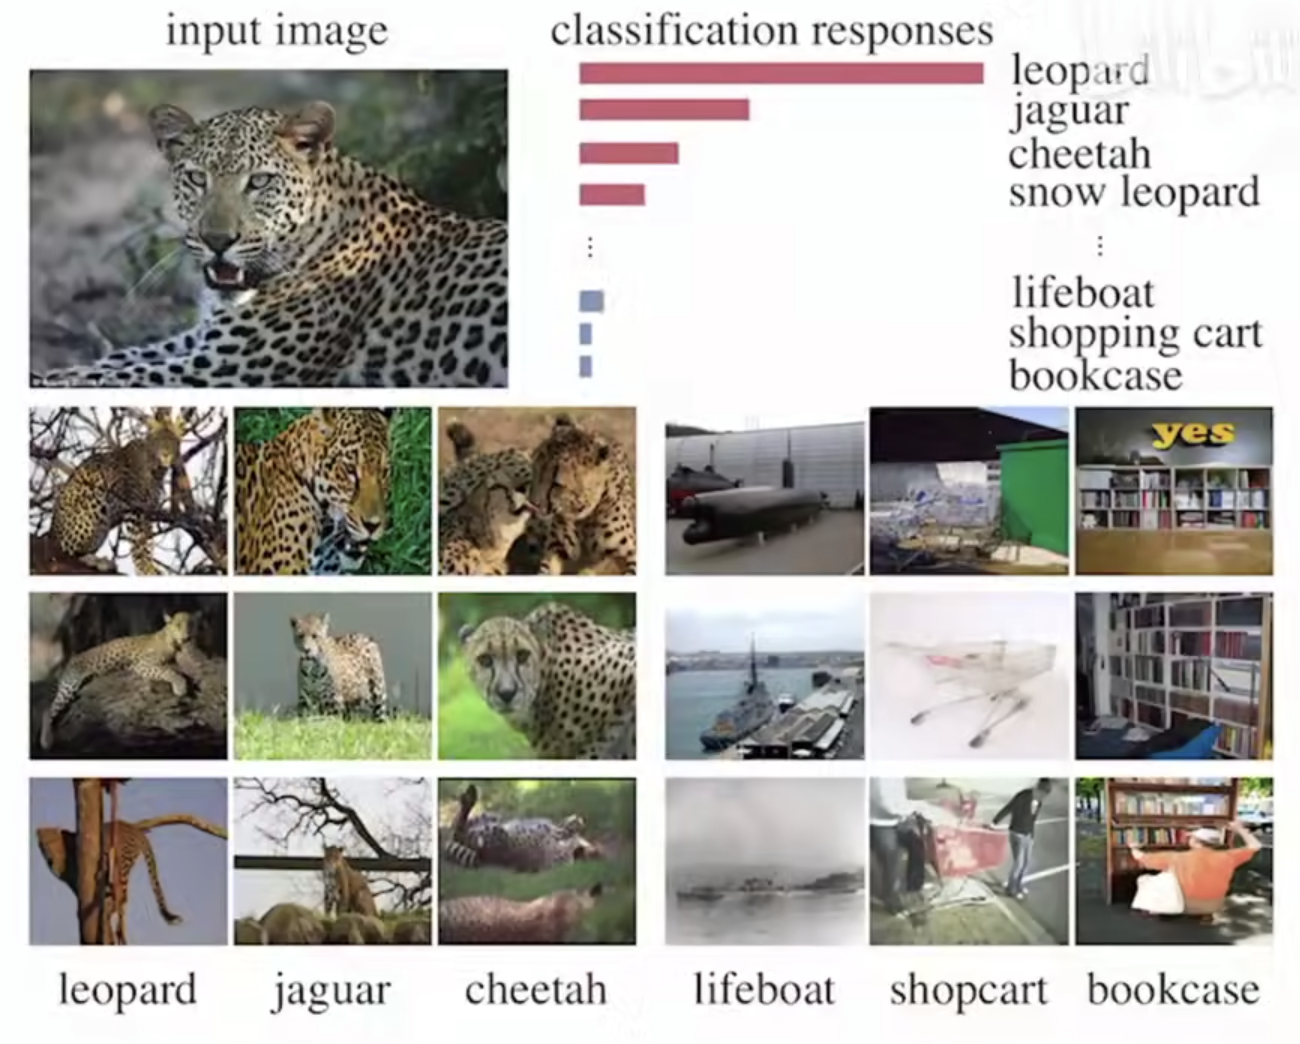 input image
classification responses
leopard
jaguar
cheetah
snow leopard
lifeboat
shopping cart
bookcase
yes
leopard
jaguar
cheetah
lifeboat
shopcart
bookcase